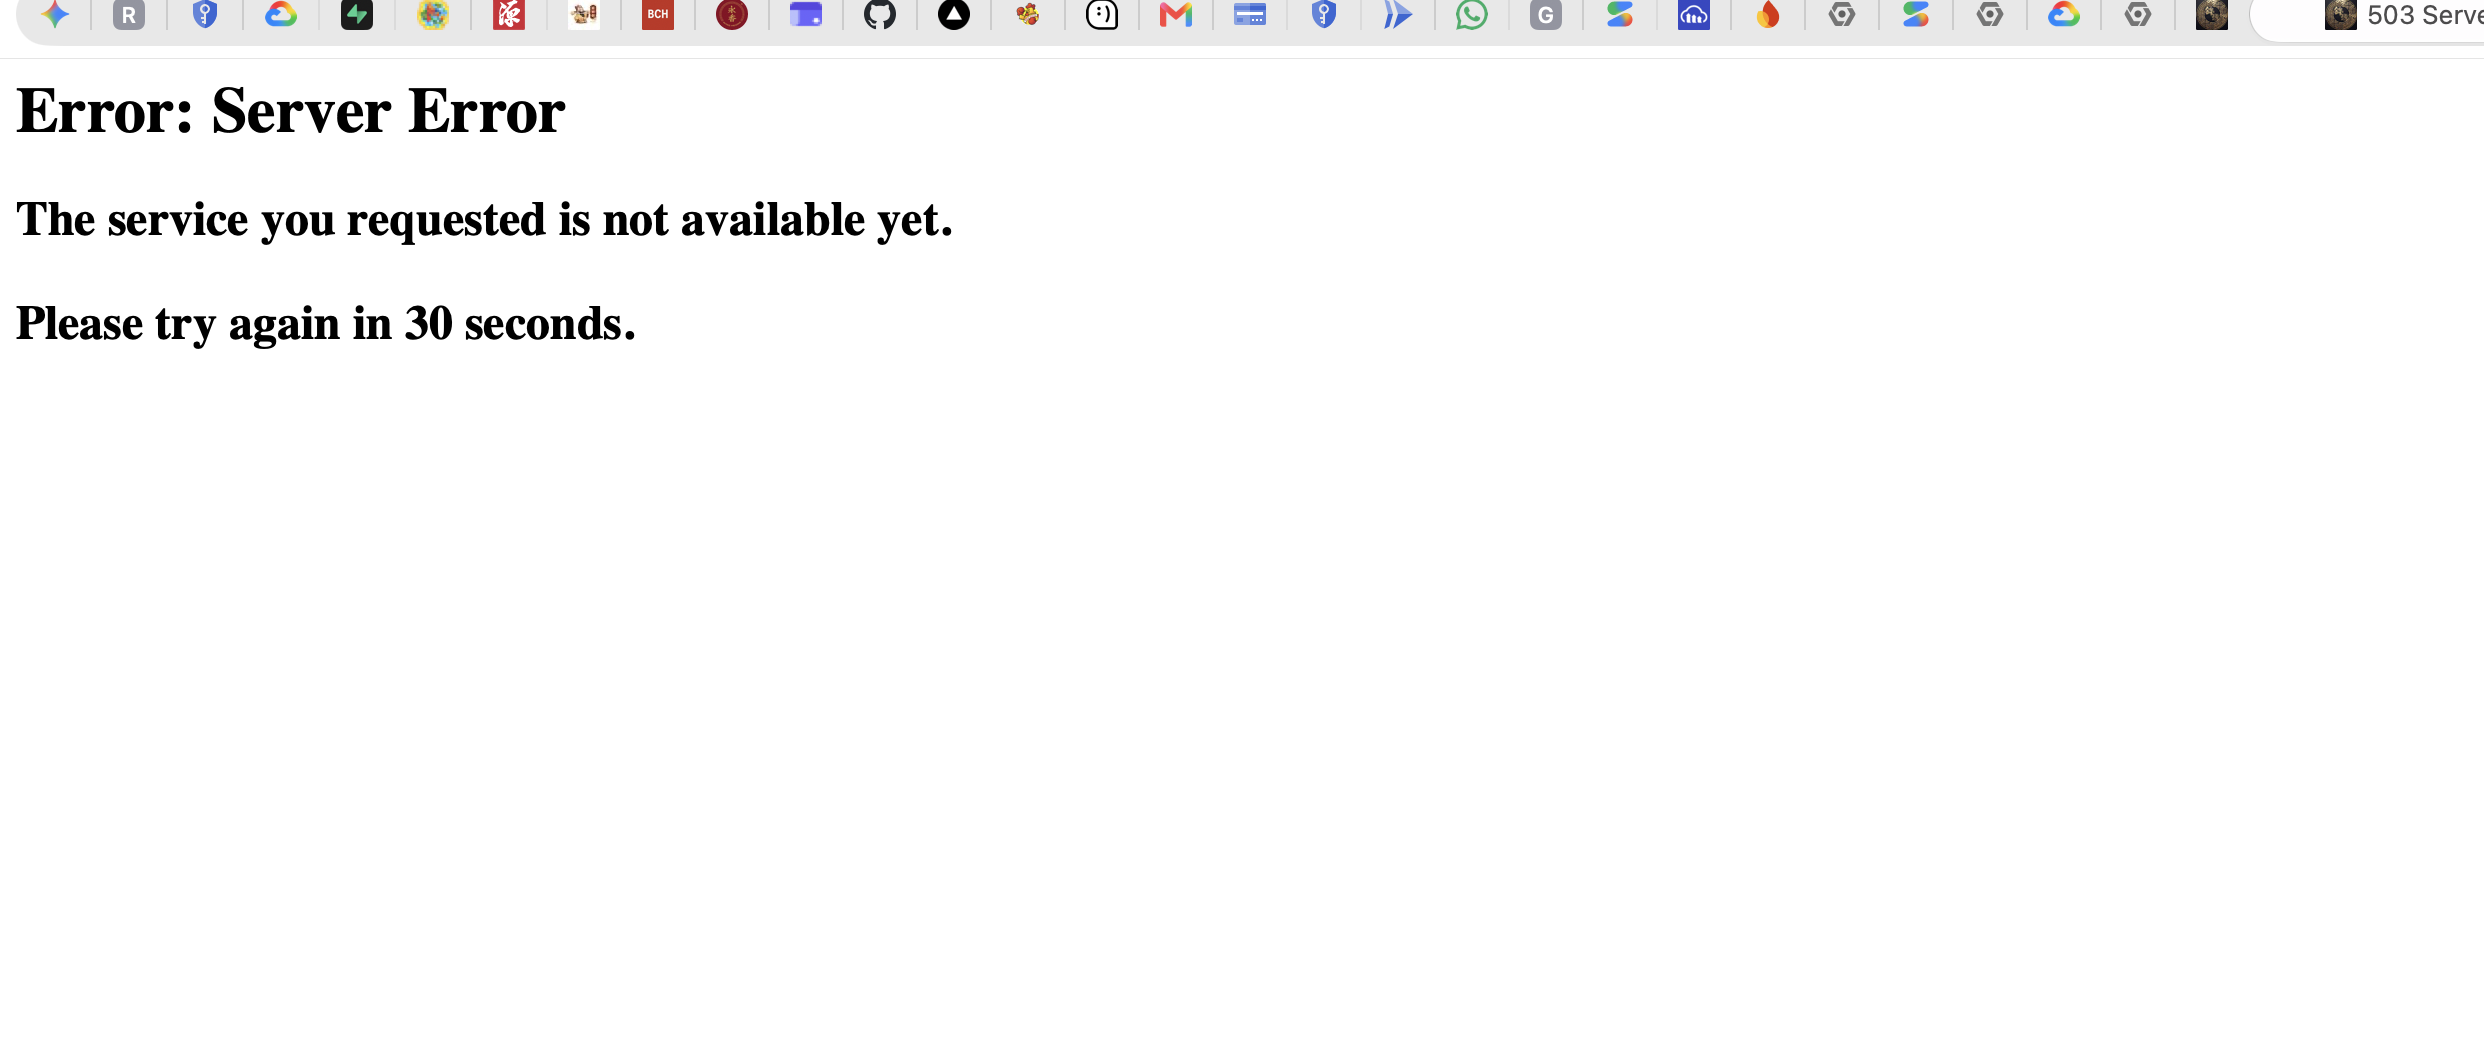 R
源
BCH
:)
G
503 Serve
Error: Server Error
The service you requested is not available yet.
Please try again in 30 seconds.